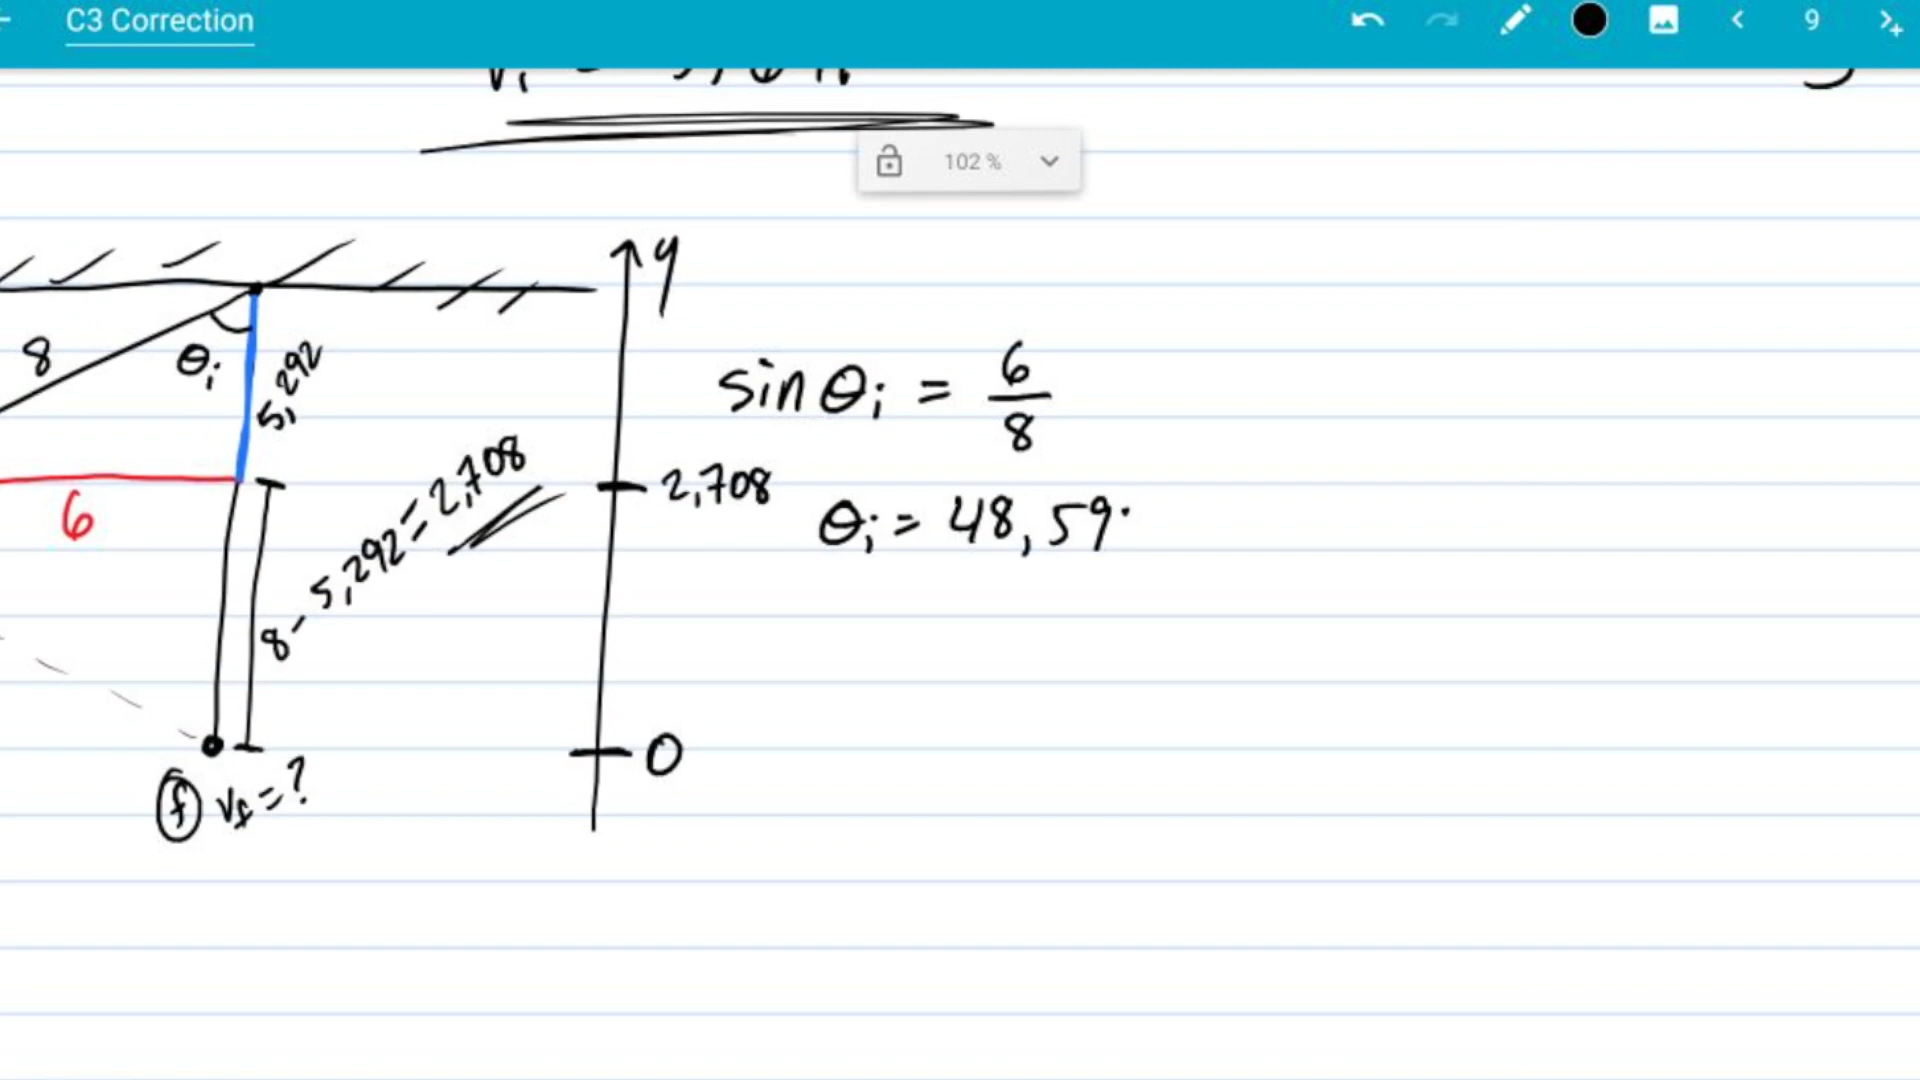 C3 Correction
9
102 %
y
8
θi
5,292
sin θi = 6/8
6
8 - 5,292 = 2,708
2,708
θi = 48,59
0
f vf = ?